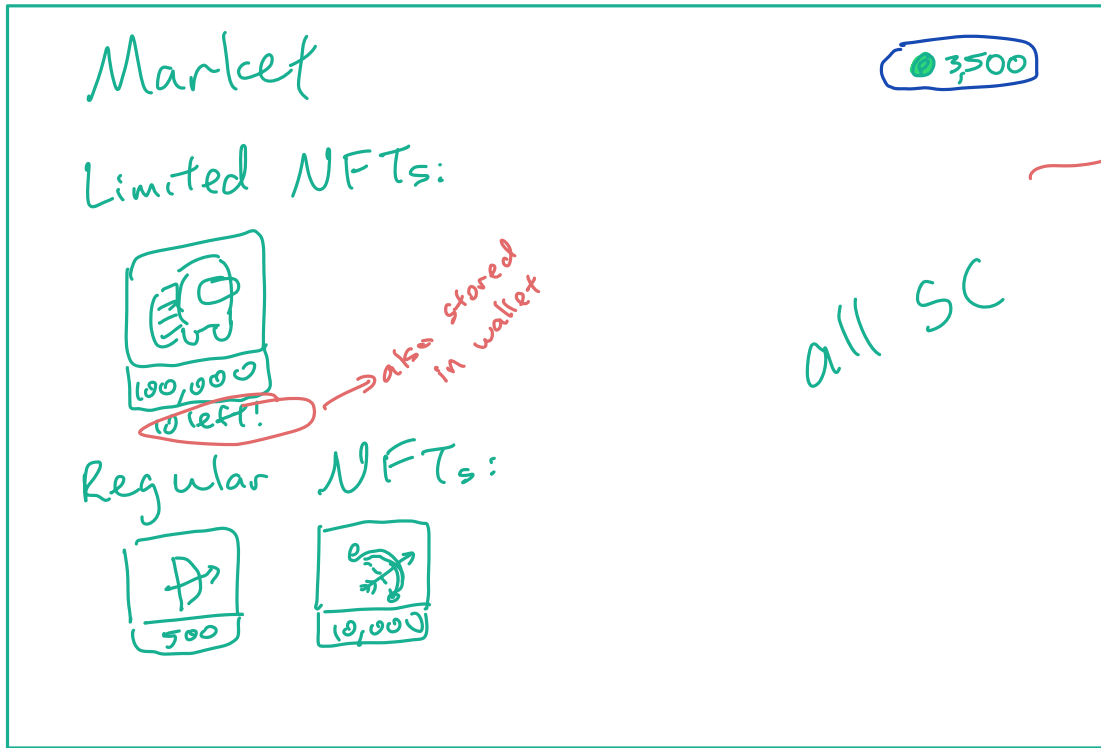 Market
3,500
Limited NFTs:
100,000
10 left!
also stored
in wallet
all SC
Regular NFTs:
500
10,000